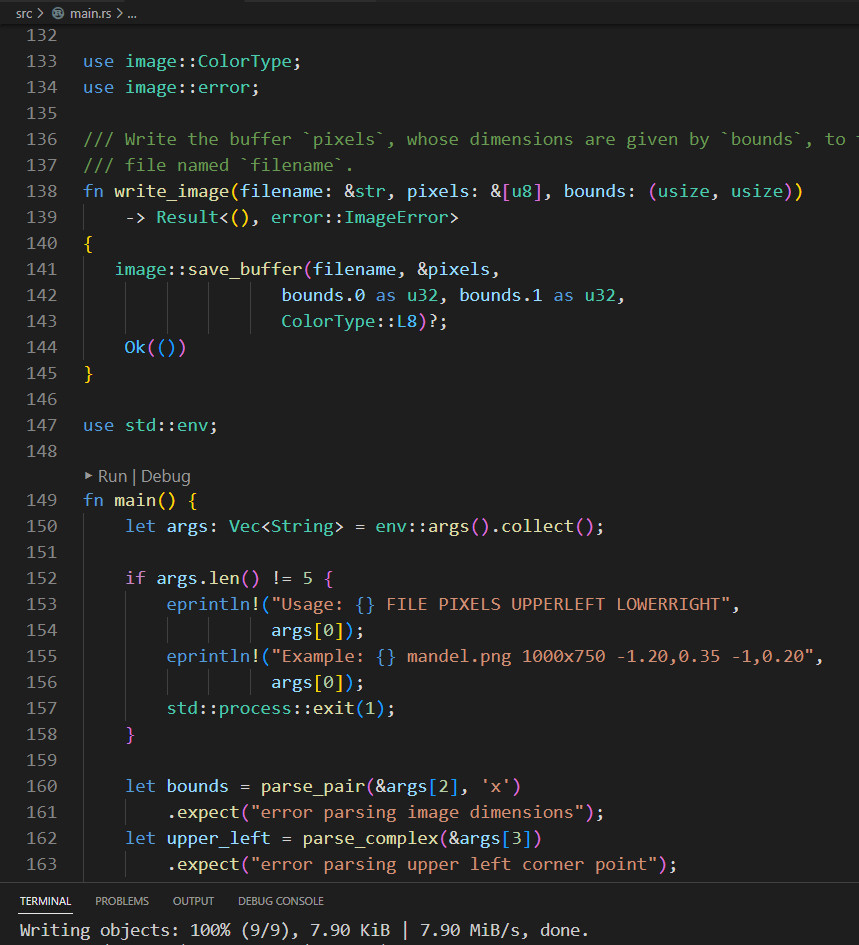 src > main.rs > ...
132
133 use image::ColorType;
134 use image::error;
135
136 /// Write the buffer `pixels`, whose dimensions are given by `bounds`, to
137 /// file named `filename`.
138 fn write_image(filename: &str, pixels: &[u8], bounds: (usize, usize))
139     -> Result<(), error::ImageError>
140 {
141    image::save_buffer(filename, &pixels,
142                    bounds.0 as u32, bounds.1 as u32,
143                    ColorType::L8)?;
144     Ok(())
145 }
146
147 use std::env;
148
Run | Debug
149 fn main() {
150     let args: Vec<String> = env::args().collect();
151
152     if args.len() != 5 {
153         eprintln!("Usage: {} FILE PIXELS UPPERLEFT LOWERRIGHT",
154                   args[0]);
155         eprintln!("Example: {} mandel.png 1000x750 -1.20,0.35 -1,0.20",
156                   args[0]);
157         std::process::exit(1);
158     }
159
160     let bounds = parse_pair(&args[2], 'x')
161         .expect("error parsing image dimensions");
162     let upper_left = parse_complex(&args[3])
163         .expect("error parsing upper left corner point");
TERMINAL PROBLEMS OUTPUT DEBUG CONSOLE
Writing objects: 100% (9/9), 7.90 KiB | 7.90 MiB/s, done.